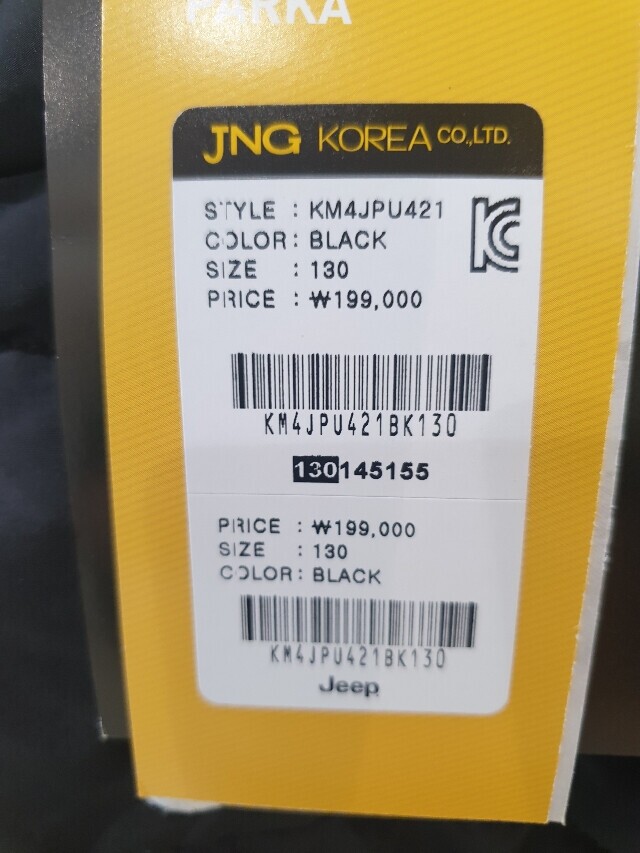 PARKA
JNG KOREA CO.,LTD.
STYLE : KM4JPU421
COLOR : BLACK
SIZE : 130
PRICE : ₩199,000
KM4JPU421BK130
130145155
PRICE : ₩199,000
SIZE : 130
COLOR : BLACK
KM4JPU421BK130
Jeep